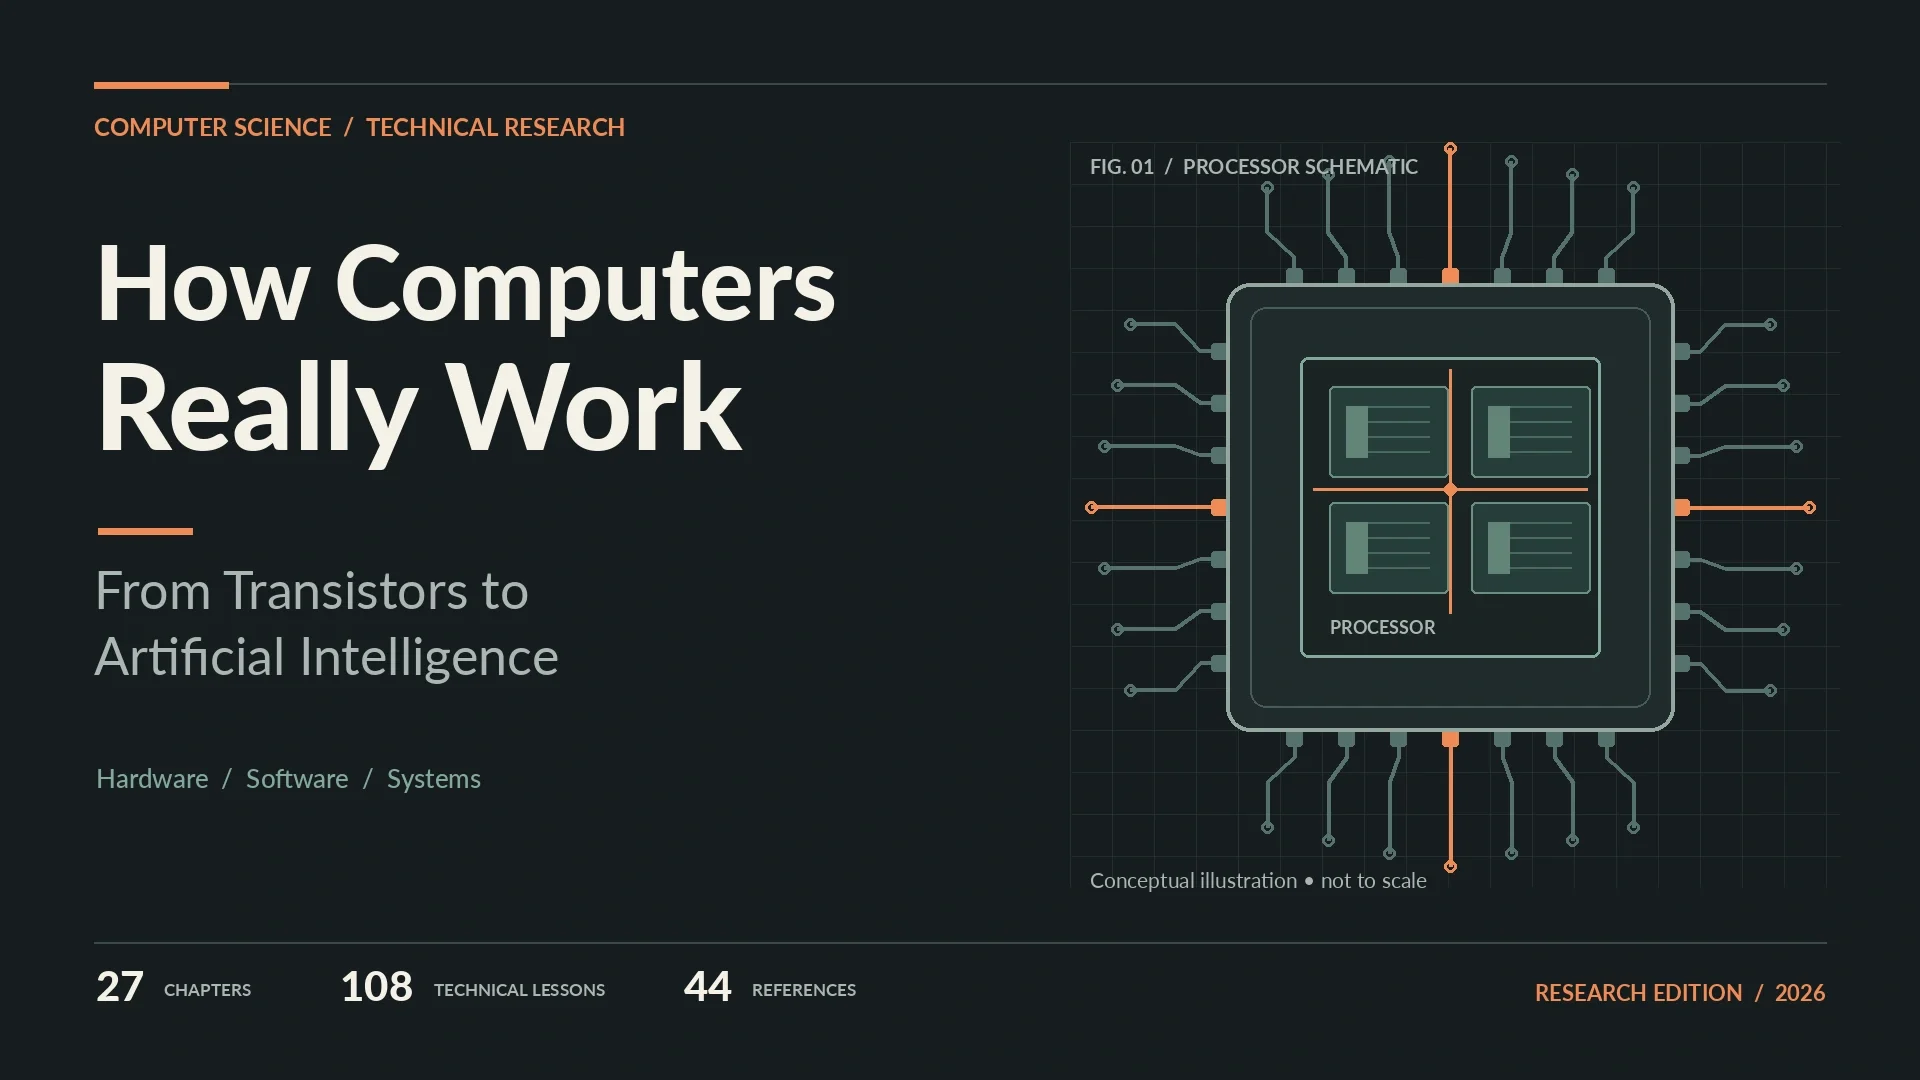 COMPUTER SCIENCE / TECHNICAL RESEARCH
How Computers
Really Work
From Transistors to
Artificial Intelligence
Hardware / Software / Systems
FIG. 01 / PROCESSOR SCHEMATIC
PROCESSOR
Conceptual illustration • not to scale
27 CHAPTERS
108 TECHNICAL LESSONS
44 REFERENCES
RESEARCH EDITION / 2026